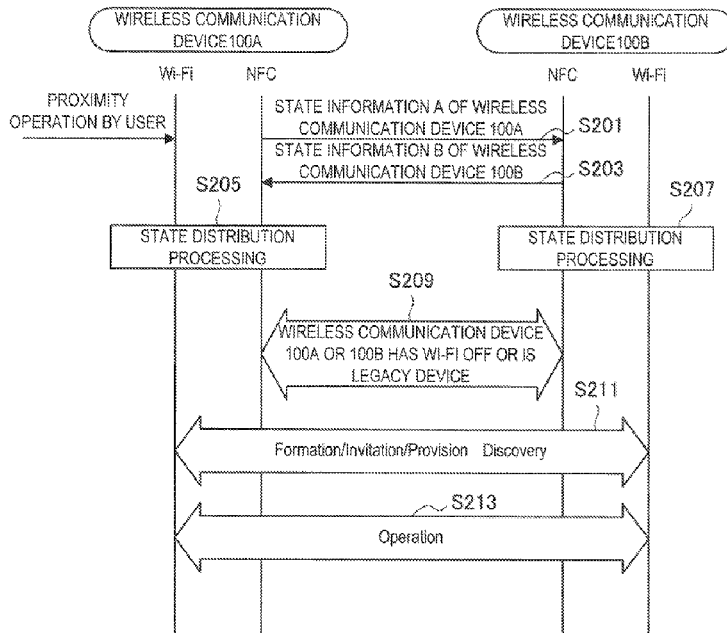 WIRELESS COMMUNICATION
DEVICE100A
WIRELESS COMMUNICATION
DEVICE100B
Wi-Fi
NFC
NFC
Wi-Fi
PROXIMITY
OPERATION BY USER
STATE INFORMATION A OF WIRELESS
COMMUNICATION DEVICE 100A
S201
STATE INFORMATION B OF WIRELESS
COMMUNICATION DEVICE 100B
S203
S205
S207
STATE DISTRIBUTION
PROCESSING
STATE DISTRIBUTION
PROCESSING
S209
WIRELESS COMMUNICATION DEVICE
100A OR 100B HAS WI-FI OFF OR IS
LEGACY DEVICE
S211
Formation/Invitation/Provision Discovery
S213
Operation